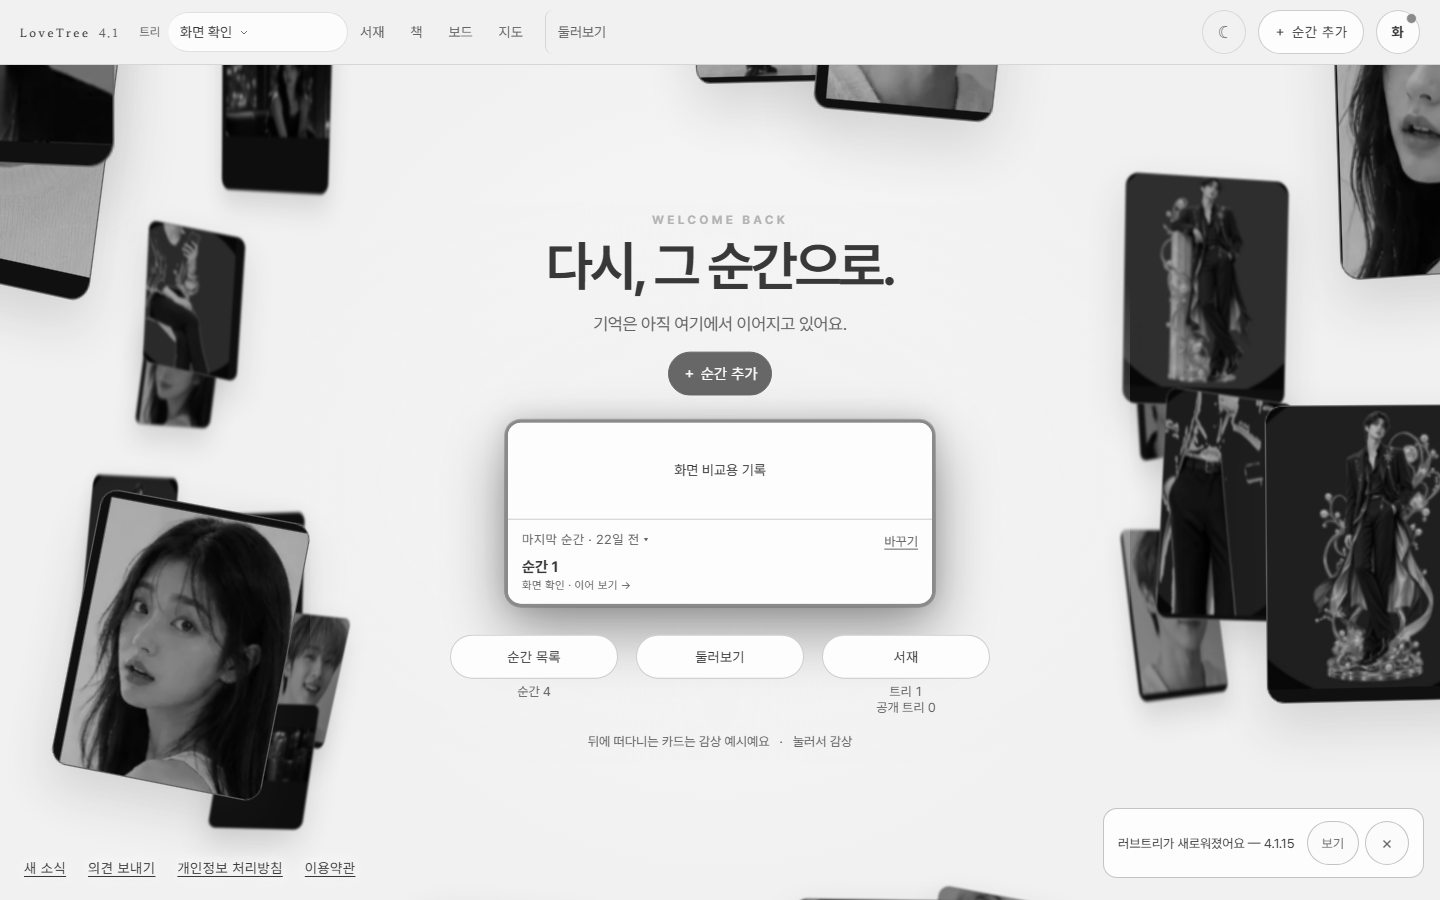 LoveTree 4.1 트리 화면 확인 서재 책 보드 지도 둘러보기 + 순간 추가 화
WELCOME BACK
다시, 그 순간으로.
기억은 아직 여기에서 이어지고 있어요.
+ 순간 추가
화면 비교용 기록
마지막 순간 · 22일 전
바꾸기
순간 1
화면 확인 · 이어 보기 →
순간 목록
둘러보기
서재
순간 4
트리 1
공개 트리 0
뒤에 떠다니는 카드는 감상 예시예요 · 눌러서 감상
러브트리가 새로워졌어요 — 4.1.15 보기 ×
새 소식 의견 보내기 개인정보 처리방침 이용약관